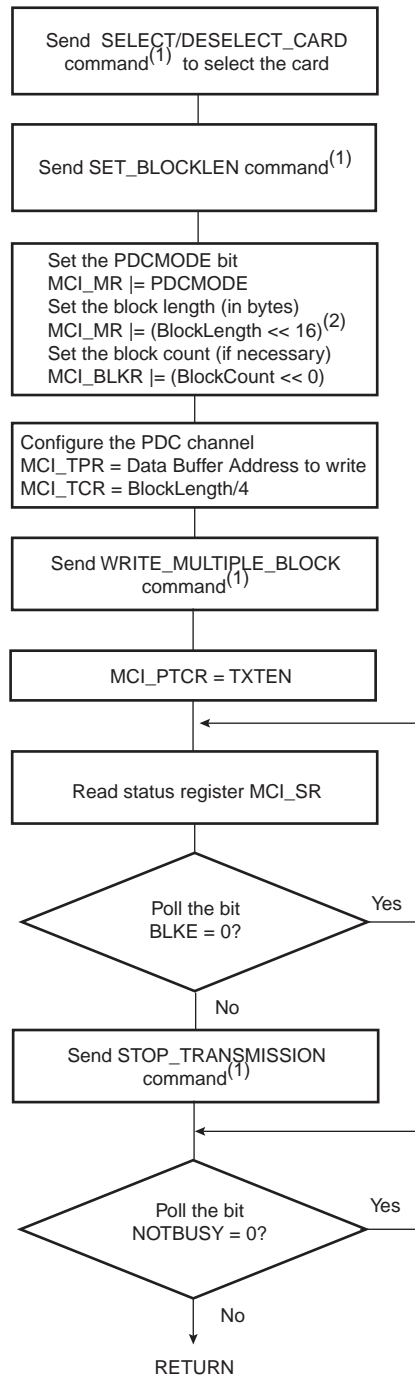 Send SELECT/DESELECT_CARD
command(1) to select the card
Send SET_BLOCKLEN command(1)
Set the PDCMODE bit
MCI_MR |= PDCMODE
Set the block length (in bytes)
MCI_MR |= (BlockLength << 16)(2)
Set the block count (if necessary)
MCI_BLKR |= (BlockCount << 0)
Configure the PDC channel
MCI_TPR = Data Buffer Address to write
MCI_TCR = BlockLength/4
Send WRITE_MULTIPLE_BLOCK
command(1)
MCI_PTCR = TXTEN
Read status register MCI_SR
Poll the bit
BLKE = 0?
Yes
No
Send STOP_TRANSMISSION
command(1)
Poll the bit
NOTBUSY = 0?
Yes
No
RETURN